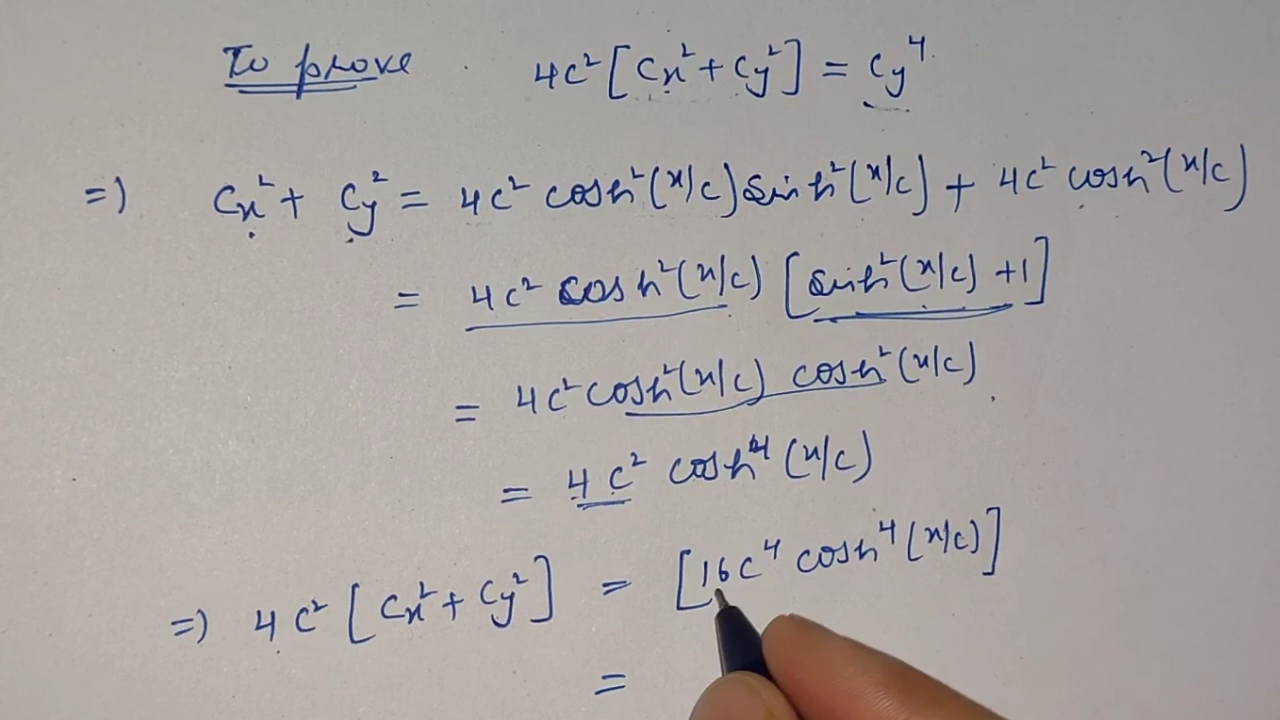 To prove 4c² [Cx² + Cy²] = Cy⁴
=) Cx² + Cy² = 4c² cosh²(x/c) sinh²(x/c) + 4c² cosh²(x/c)
= 4c² cosh²(x/c) [sinh²(x/c) +1]
= 4c² cosh²(x/c) cosh²(x/c)
= 4c² cosh⁴ (x/c)
=) 4c² [Cx² + Cy²] = [16c⁴ cosh⁴ (x/c)]
=